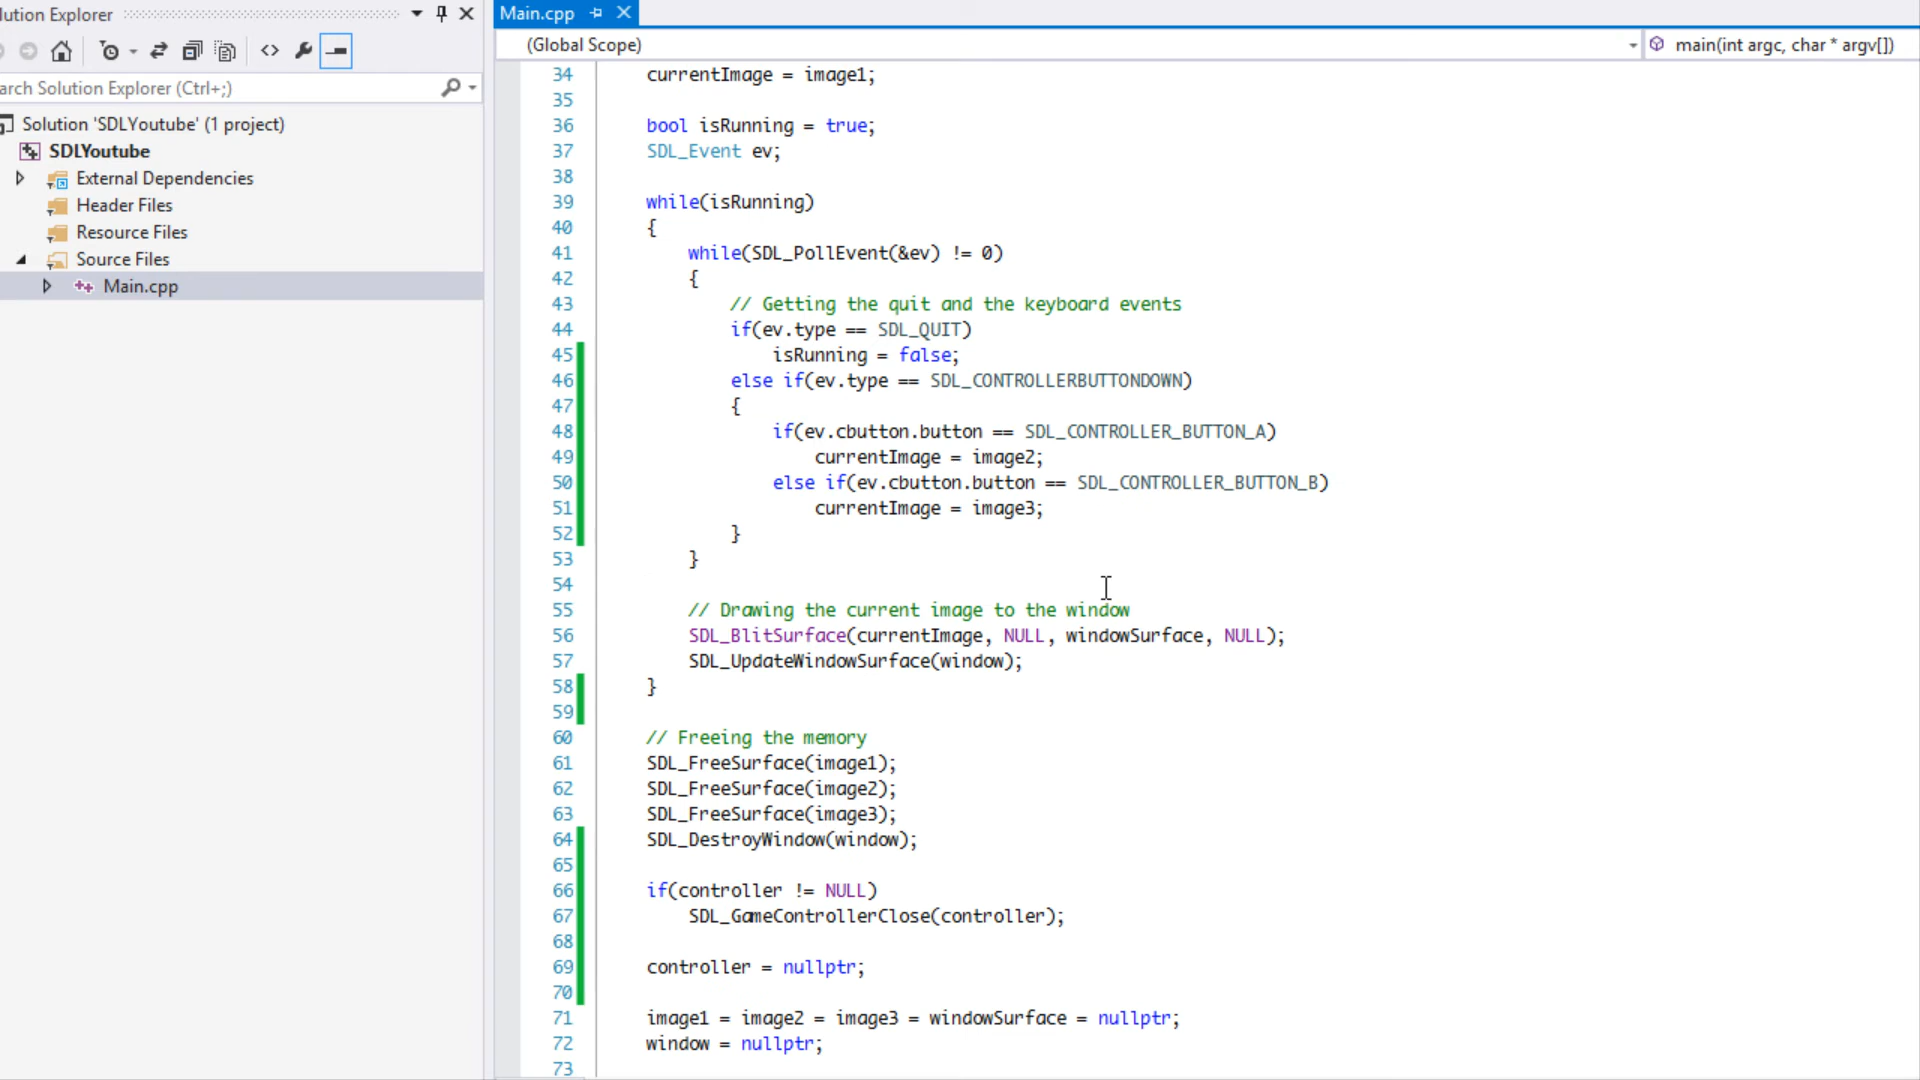 lution Explorer
arch Solution Explorer (Ctrl+;)
Solution 'SDLYoutube' (1 project)
SDLYoutube
External Dependencies
Header Files
Resource Files
Source Files
Main.cpp
Main.cpp
(Global Scope)
main(int argc, char * argv[])
34 currentImage = image1;
35
36 bool isRunning = true;
37 SDL_Event ev;
38
39 while(isRunning)
40 {
41 while(SDL_PollEvent(&ev) != 0)
42 {
43 // Getting the quit and the keyboard events
44 if(ev.type == SDL_QUIT)
45 isRunning = false;
46 else if(ev.type == SDL_CONTROLLERBUTTONDOWN)
47 {
48 if(ev.cbutton.button == SDL_CONTROLLER_BUTTON_A)
49 currentImage = image2;
50 else if(ev.cbutton.button == SDL_CONTROLLER_BUTTON_B)
51 currentImage = image3;
52 }
53 }
54
55 // Drawing the current image to the window
56 SDL_BlitSurface(currentImage, NULL, windowSurface, NULL);
57 SDL_UpdateWindowSurface(window);
58 }
59
60 // Freeing the memory
61 SDL_FreeSurface(image1);
62 SDL_FreeSurface(image2);
63 SDL_FreeSurface(image3);
64 SDL_DestroyWindow(window);
65
66 if(controller != NULL)
67 SDL_GameControllerClose(controller);
68
69 controller = nullptr;
70
71 image1 = image2 = image3 = windowSurface = nullptr;
72 window = nullptr;
73